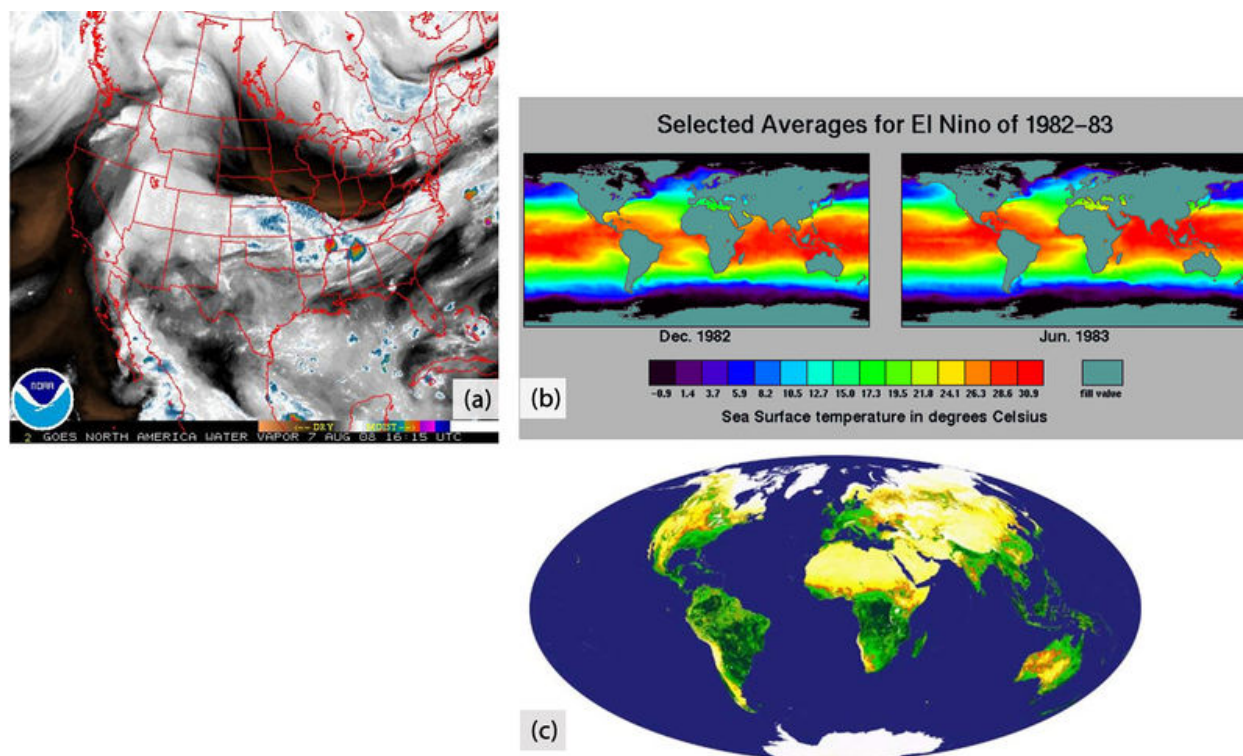 NOAA
(a)
<-- DRY MOIST-->
2 GOES NORTH AMERICA WATER VAPOR 7 AUG 08 16:15 UTC
Selected Averages for El Nino of 1982–83
Dec. 1982
Jun. 1983
-0.9 1.4 3.7 5.9 8.2 10.5 12.7 15.0 17.3 19.5 21.8 24.1 26.3 28.6 30.9 fill value
(b)
Sea Surface temperature in degrees Celsius
(c)